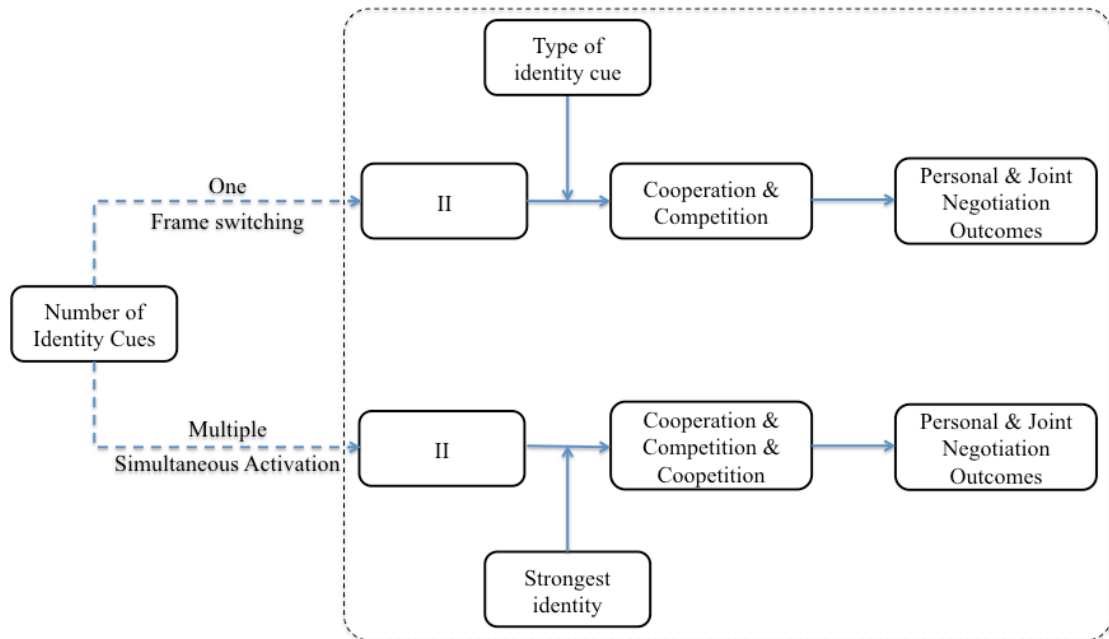 Type of
identity cue
One
Frame switching
II
Cooperation &
Competition
Personal & Joint
Negotiation
Outcomes
Number of
Identity Cues
Multiple
Simultaneous Activation
II
Cooperation &
Competition &
Coopetition
Personal & Joint
Negotiation
Outcomes
Strongest
identity